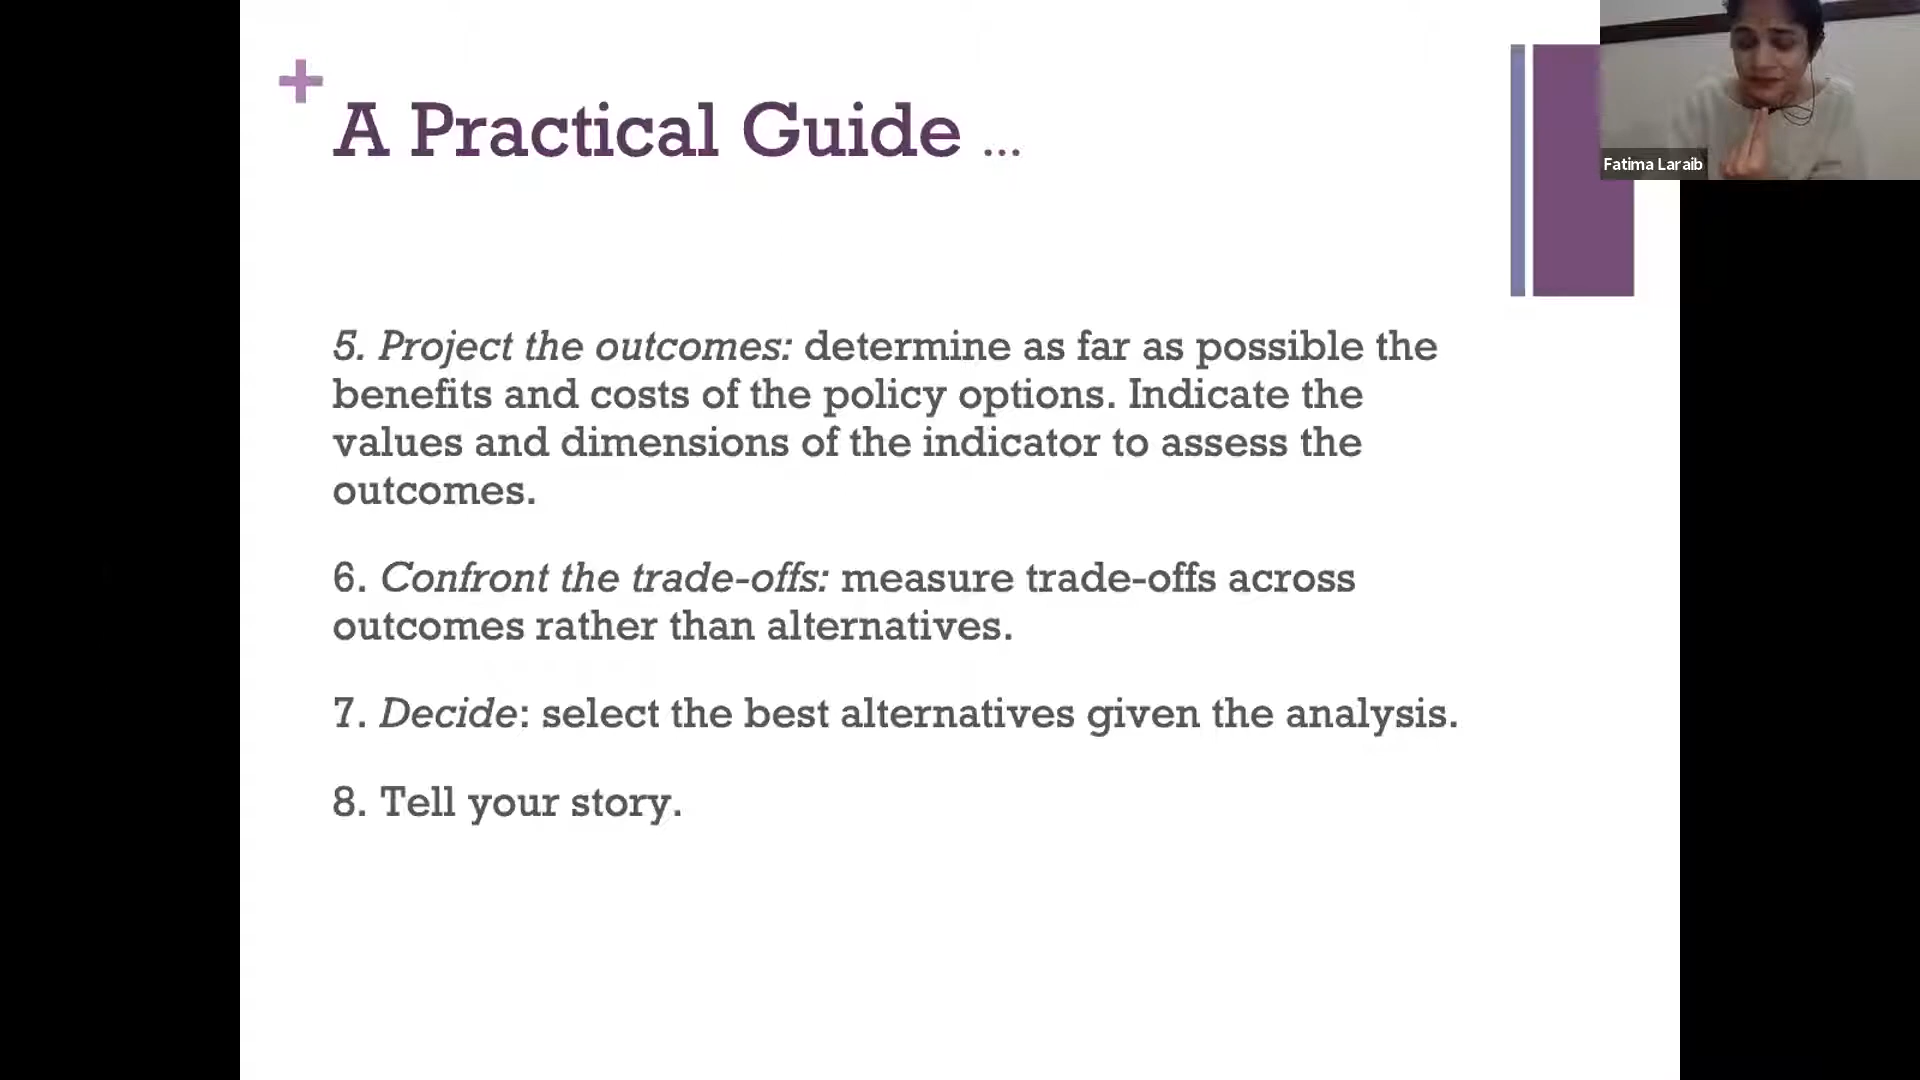 +
A Practical Guide ...
Fatima Laraib
5. Project the outcomes: determine as far as possible the
benefits and costs of the policy options. Indicate the
values and dimensions of the indicator to assess the
outcomes.
6. Confront the trade-offs: measure trade-offs across
outcomes rather than alternatives.
7. Decide: select the best alternatives given the analysis.
8. Tell your story.